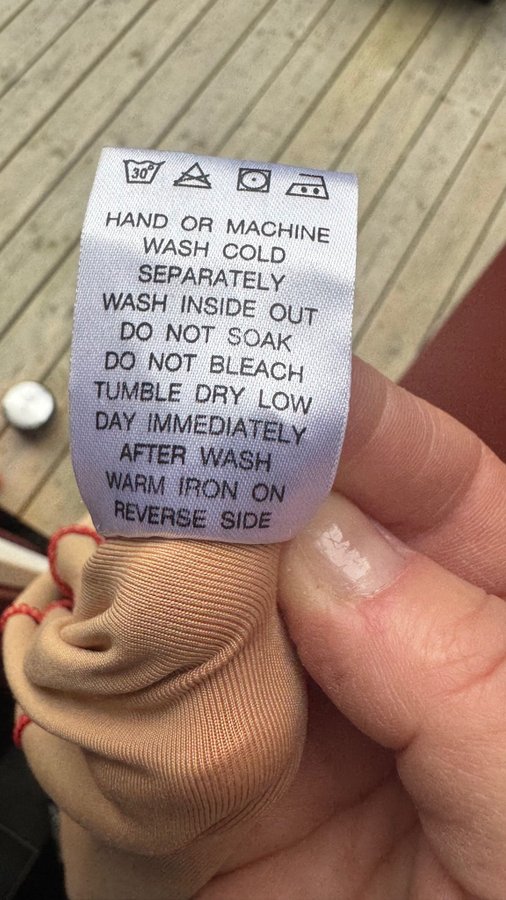 30°
HAND OR MACHINE
WASH COLD
SEPARATELY
WASH INSIDE OUT
DO NOT SOAK
DO NOT BLEACH
TUMBLE DRY LOW
DAY IMMEDIATELY
AFTER WASH
WARM IRON ON
REVERSE SIDE